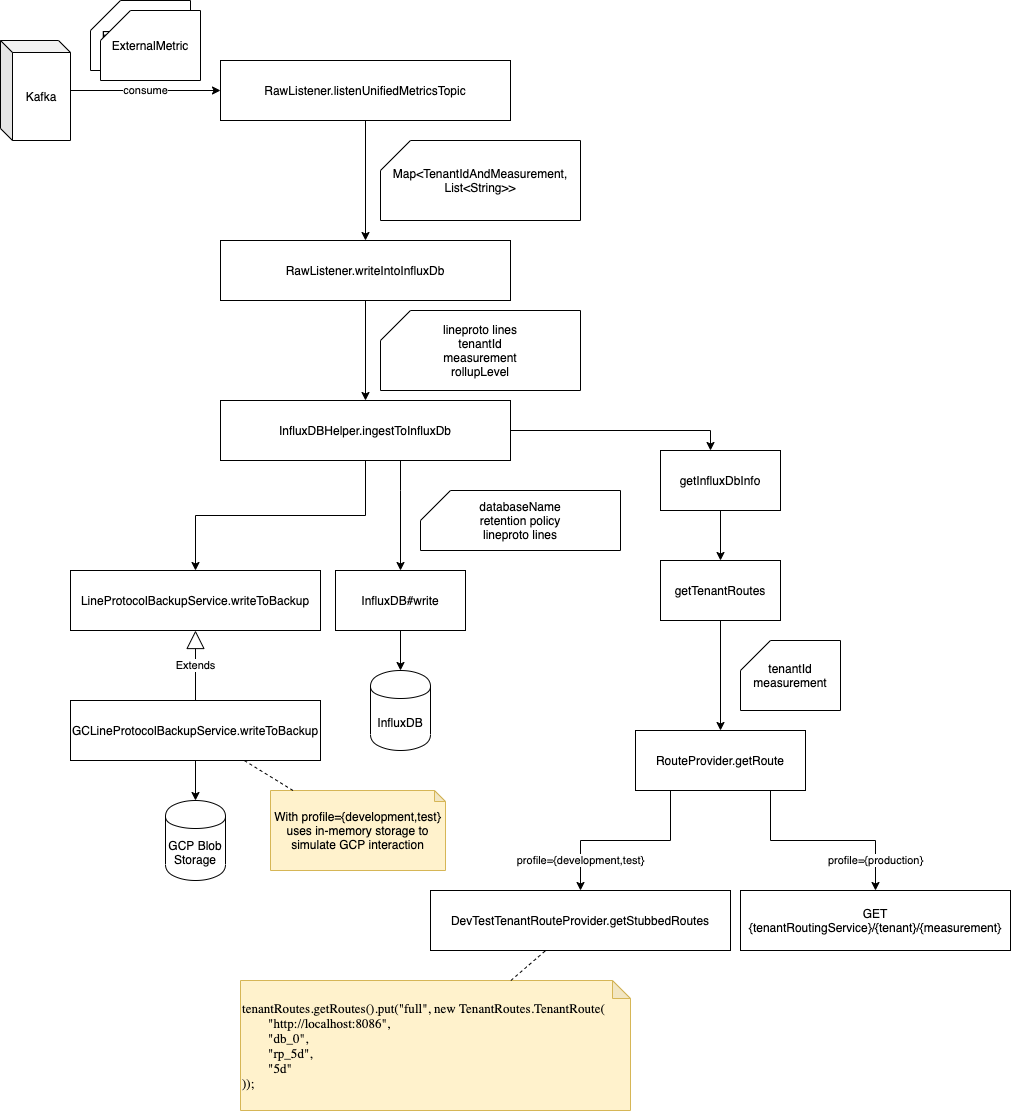 ExternalMetric
Kafka
consume
RawListener.listenUnifiedMetricsTopic
Map<TenantIdAndMeasurement,
List<String>>
RawListener.writeIntoInfluxDb
lineproto lines
tenantId
measurement
rollupLevel
InfluxDBHelper.ingestToInfluxDb
getInfluxDbInfo
databaseName
retention policy
lineproto lines
LineProtocolBackupService.writeToBackup
InfluxDB#write
getTenantRoutes
Extends
tenantId
measurement
GCLineProtocolBackupService.writeToBackup
InfluxDB
RouteProvider.getRoute
With profile={development,test}
uses in-memory storage to
simulate GCP interaction
GCP Blob
Storage
profile={development,test}
profile={production}
DevTestTenantRouteProvider.getStubbedRoutes
GET
{tenantRoutingService}/{tenant}/{measurement}
tenantRoutes.getRoutes().put("full", new TenantRoutes.TenantRoute(
"http://localhost:8086",
"db_0",
"rp_5d",
"5d"
));